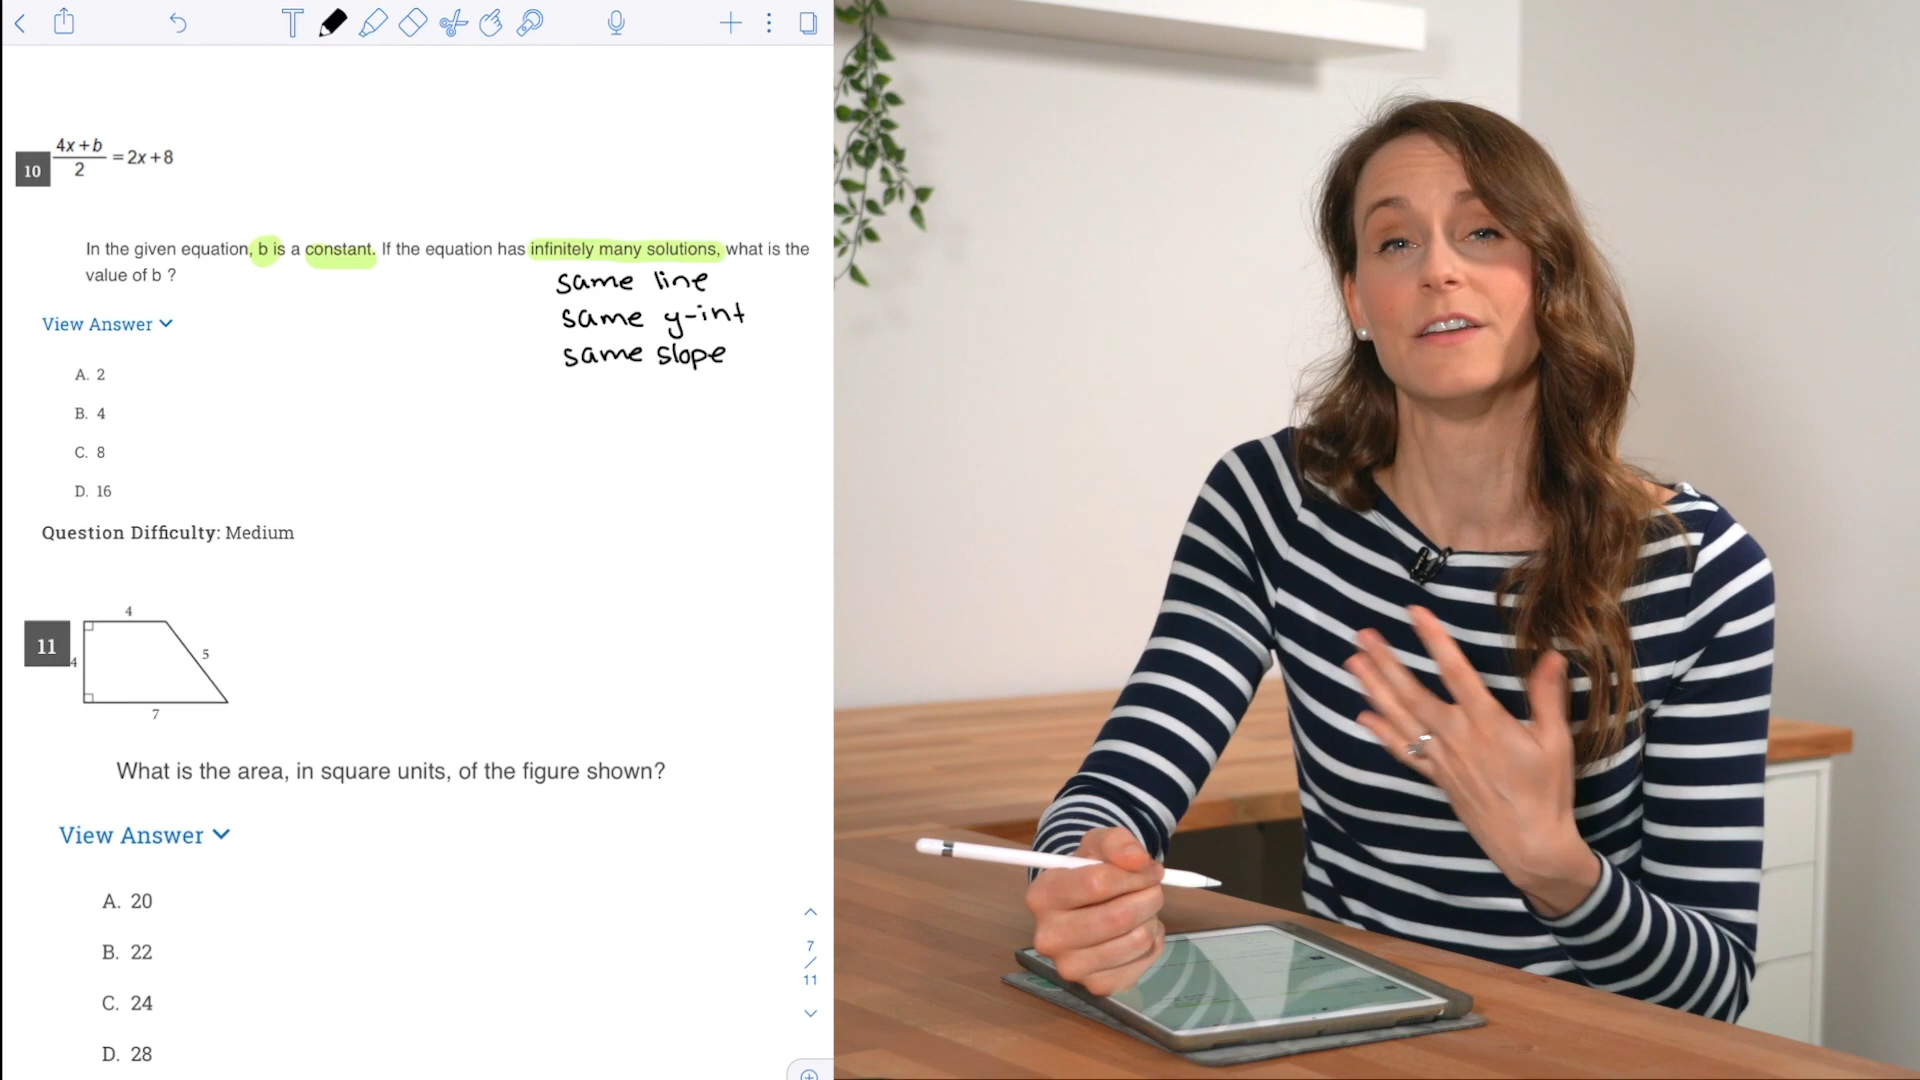 10
4x+b
2
=2x+8
In the given equation, b is a constant. If the equation has infinitely many solutions, what is the
value of b ?
same line
same y-int
same slope
View Answer
A. 2
B. 4
C. 8
D. 16
Question Difficulty: Medium
11
4
4
5
7
What is the area, in square units, of the figure shown?
View Answer
A. 20
B. 22
C. 24
D. 28
7
/
11